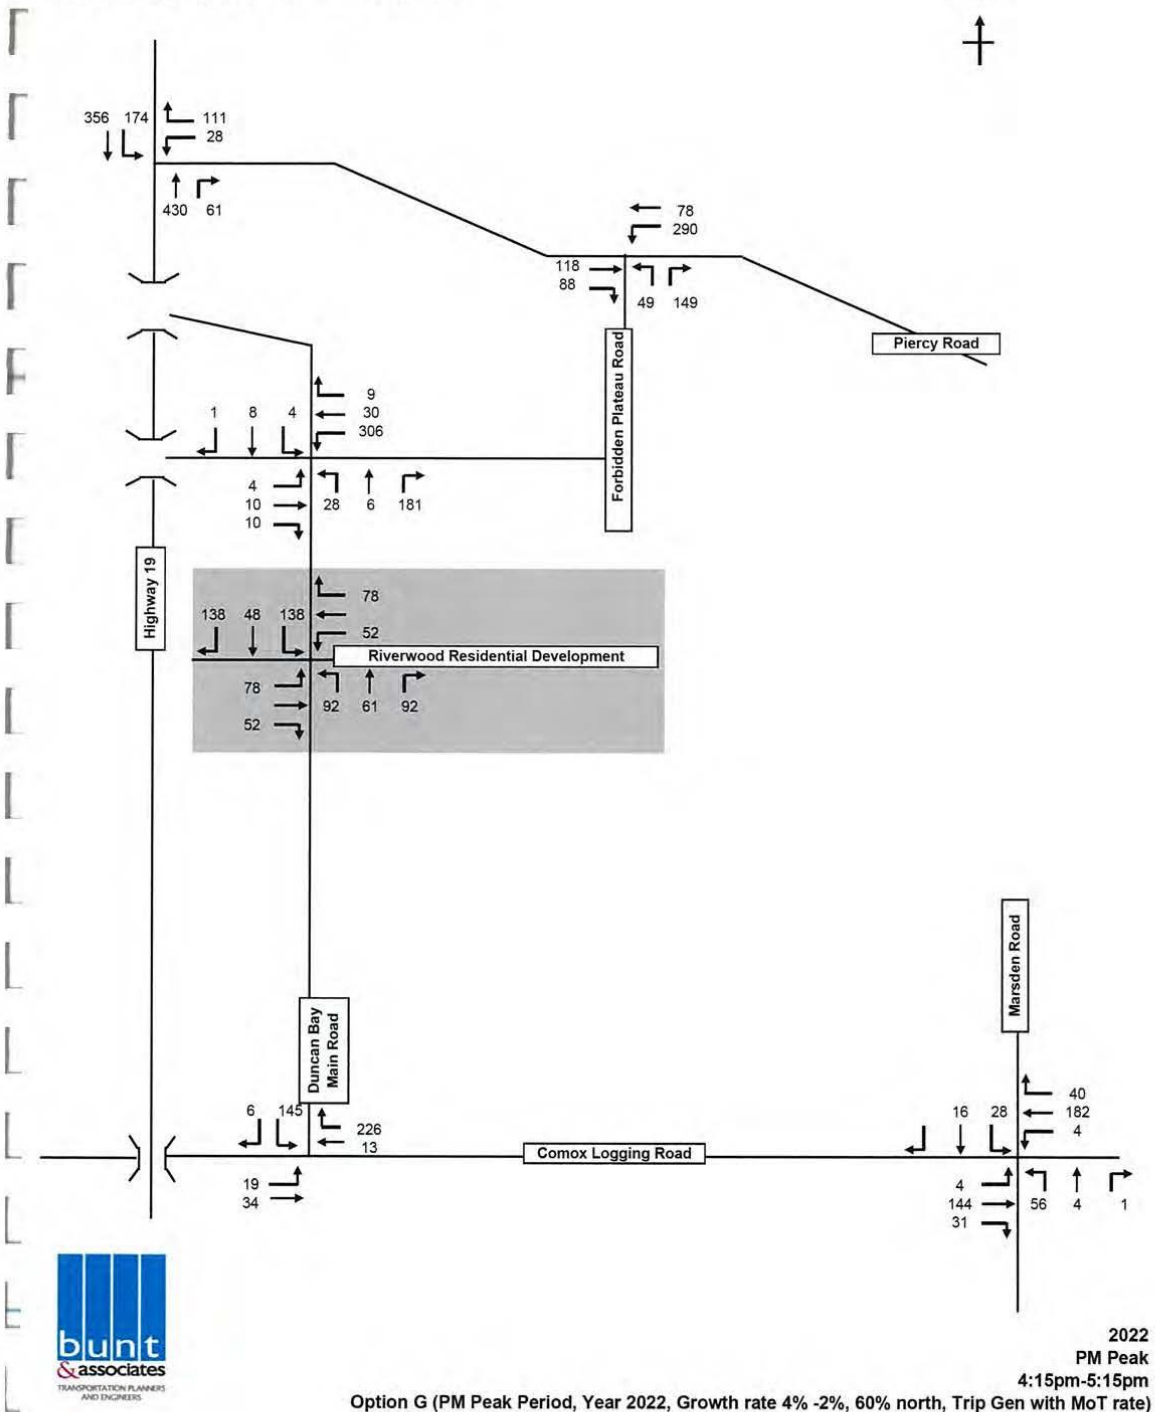 356 174 111
28
430 61
78
290
118
88
49 149
Piercy Road
Forbidden Plateau Road
9
1 8 4 30
306
4
10 28 6 181
10
Highway 19
78
138 48 138
52
Riverwood Residential Development
78
92 61 92
52
Marsden Road
Duncan Bay
Main Road
40
6 145 16 28 182
226 4
13
Comox Logging Road
19 4
34 144 56 4 1
31
bunt
& associates
TRANSPORTATION PLANNERS
AND ENGINEERS
2022
PM Peak
4:15pm-5:15pm
Option G (PM Peak Period, Year 2022, Growth rate 4% -2%, 60% north, Trip Gen with MoT rate)